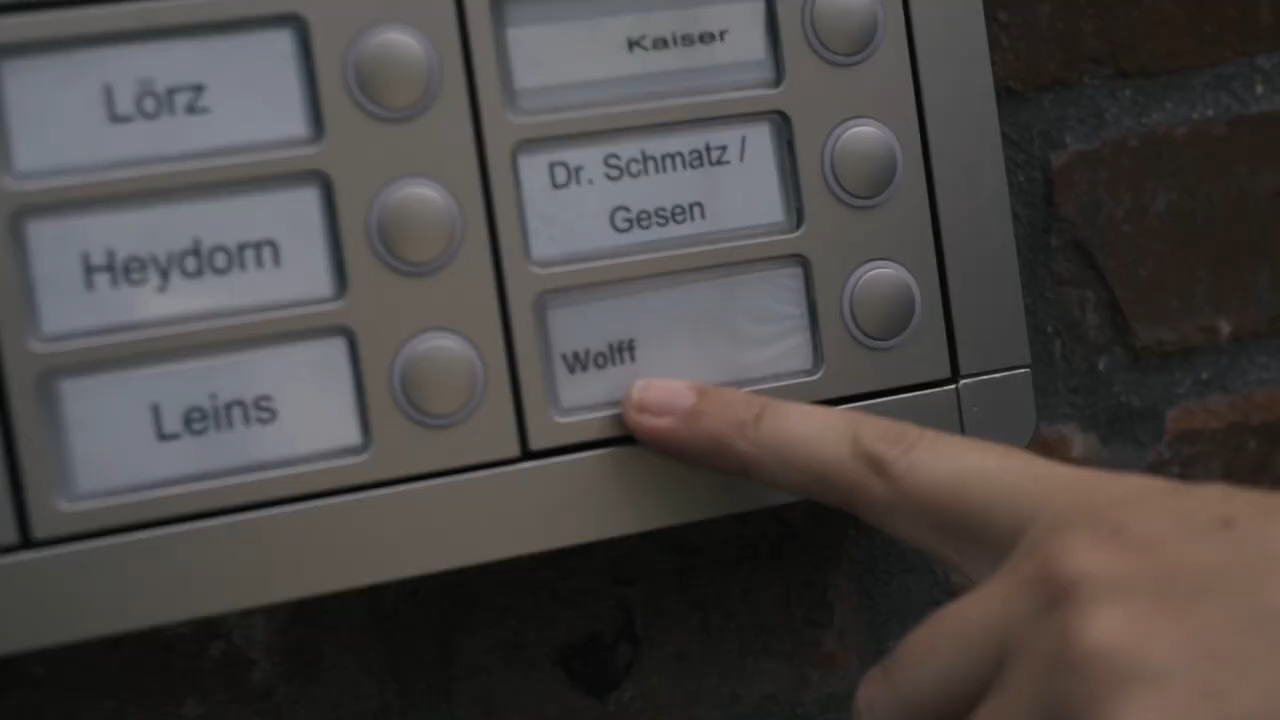 Lörz
Heydorn
Leins
Kaiser
Dr. Schmatz /
Gesen
Wolff